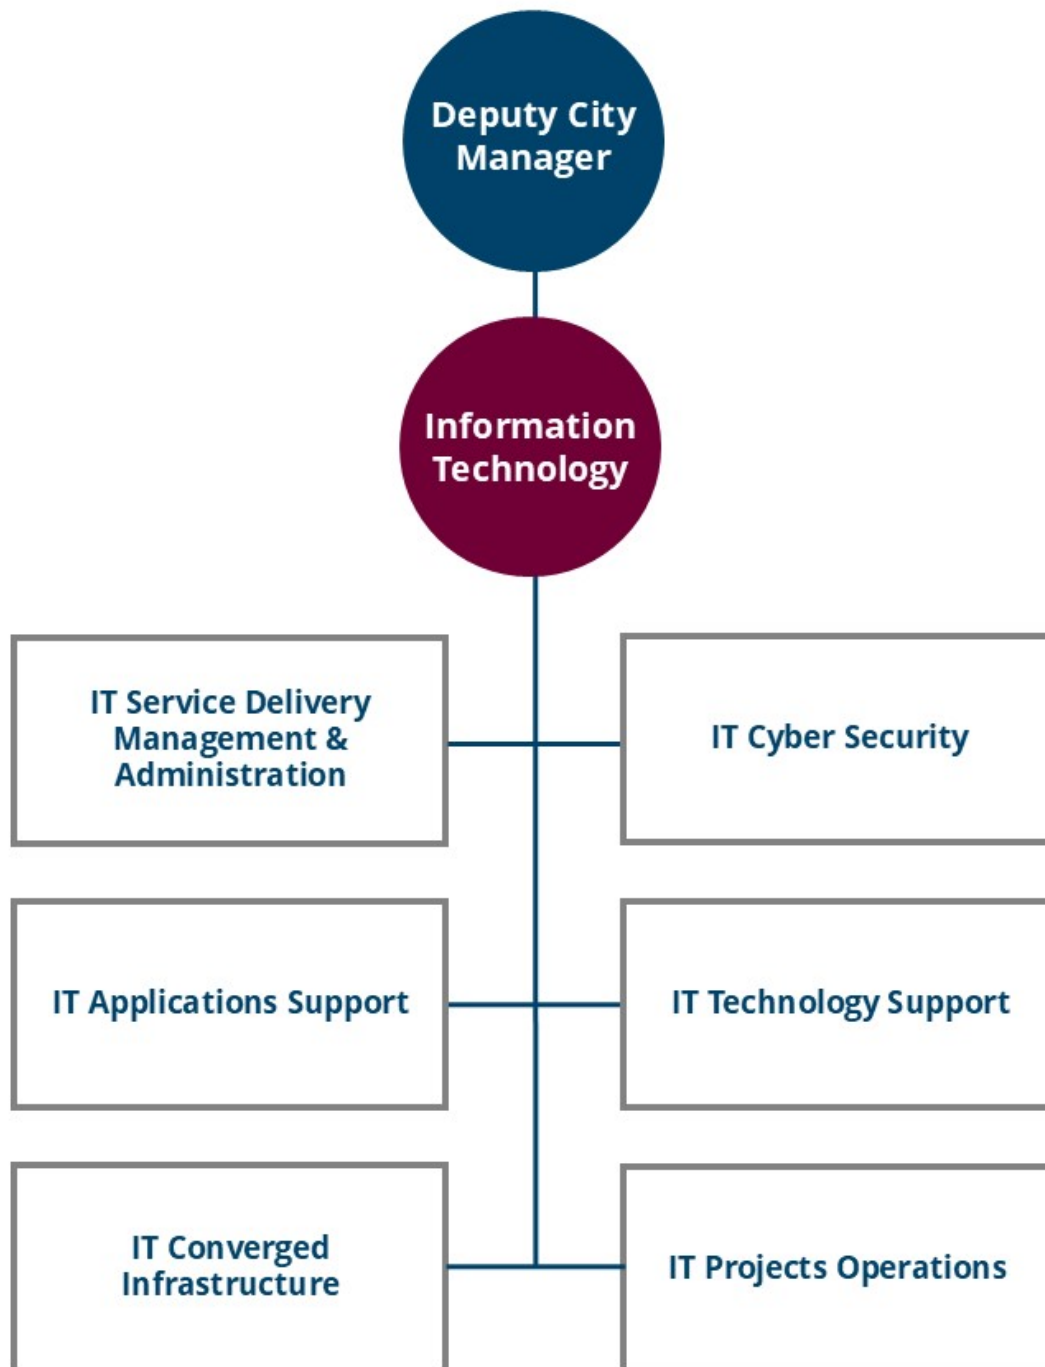 Deputy City
Manager
Information
Technology
IT Service Delivery
Management &
Administration
IT Cyber Security
IT Applications Support
IT Technology Support
IT Converged
Infrastructure
IT Projects Operations